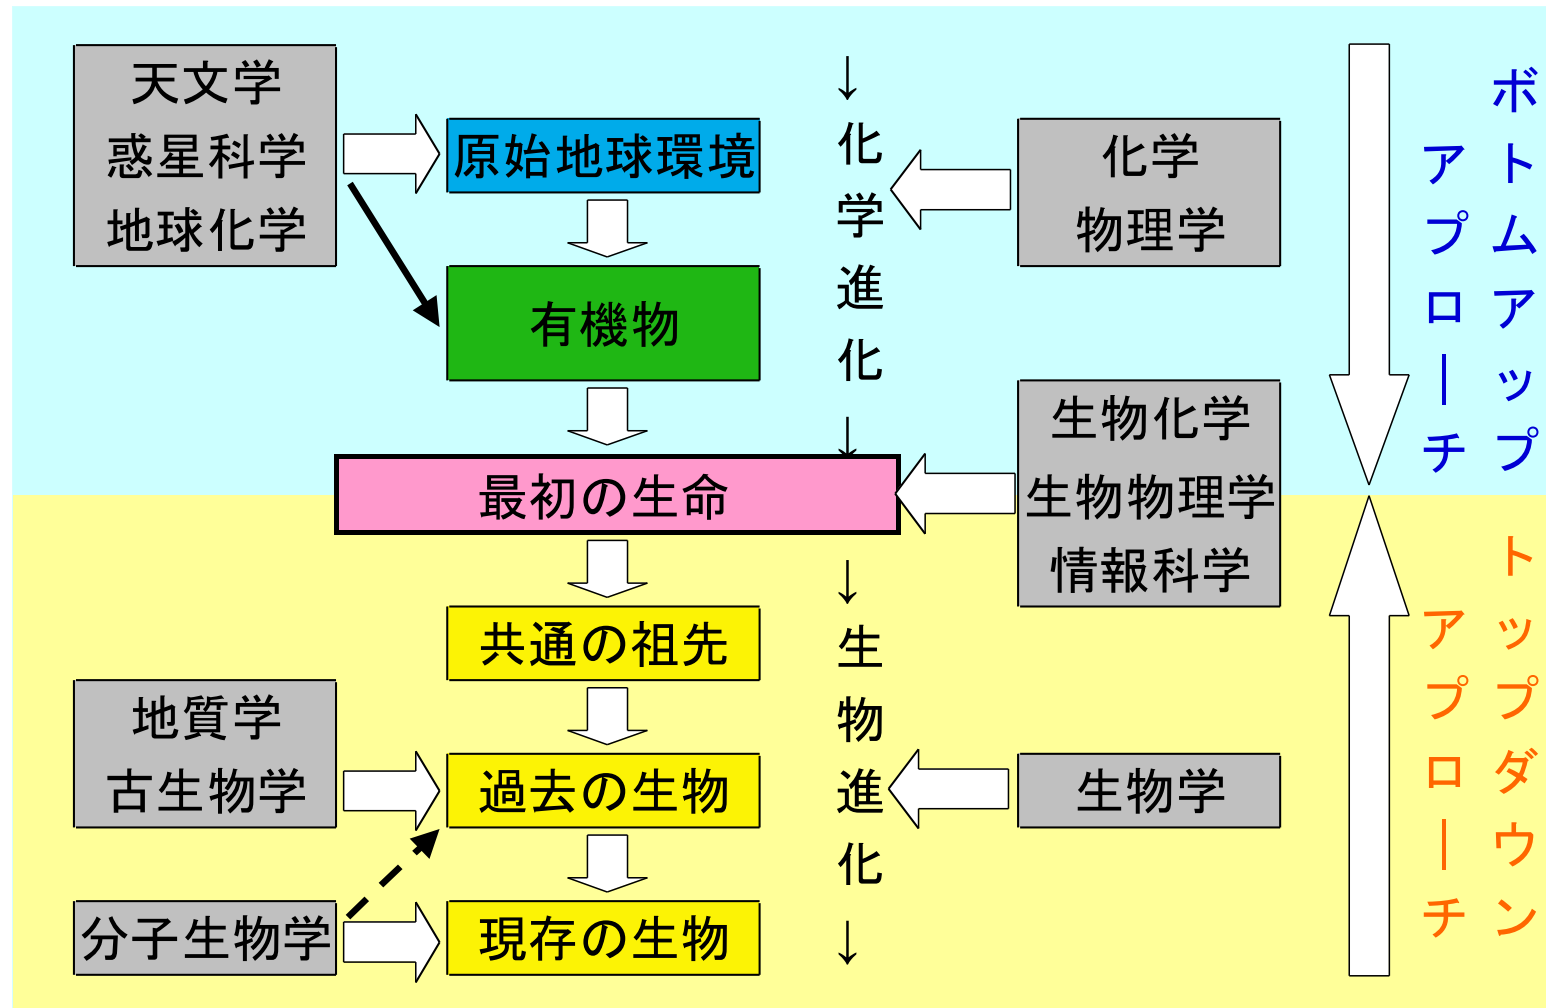 天文学
惑星科学
地球化学
原始地球環境
有機物
↓化学進化↓
化学
物理学
ボトムアップ
アプローチ
最初の生命
生物化学
生物物理学
情報科学
共通の祖先
地質学
古生物学
過去の生物
↓生物進化↓
生物学
分子生物学
現存の生物
トップダウン
アプローチ